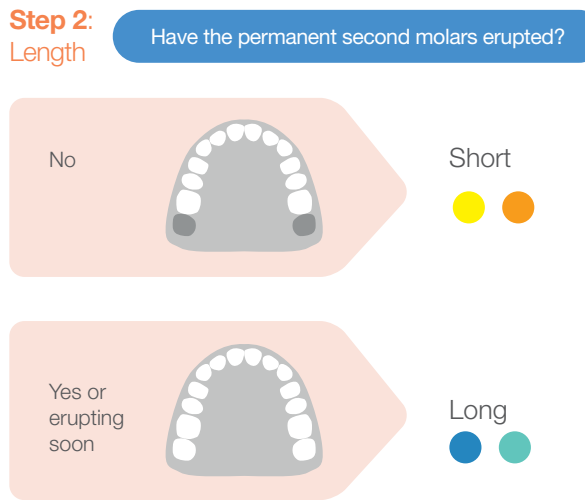 Step 2:
Length
Have the permanent second molars erupted?
No
Short
Yes or
erupting
soon
Long